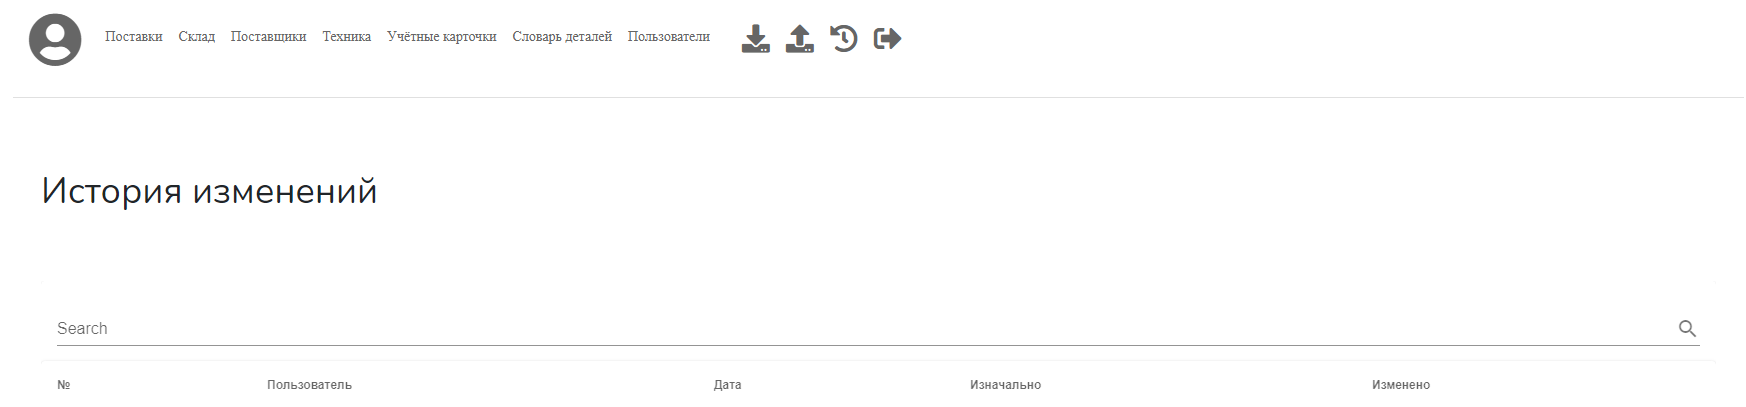 Поставки Склад Поставщики Техника Учётные карточки Словарь деталей Пользователи
История изменений
Search
№ Пользователь Дата Изначально Изменено